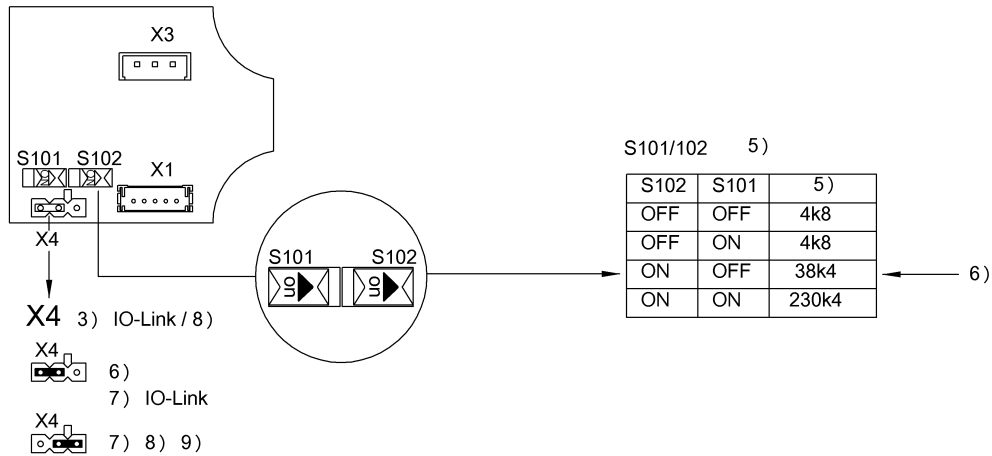 X3
S101 S102
X1
X4
X4 3) IO-Link / 8)
X4
6)
7) IO-Link
X4
7) 8) 9)
S101 S102
on on
S101/102 5)
S102 S101 5)
OFF OFF 4k8
OFF ON 4k8
ON OFF 38k4
ON ON 230k4
6)